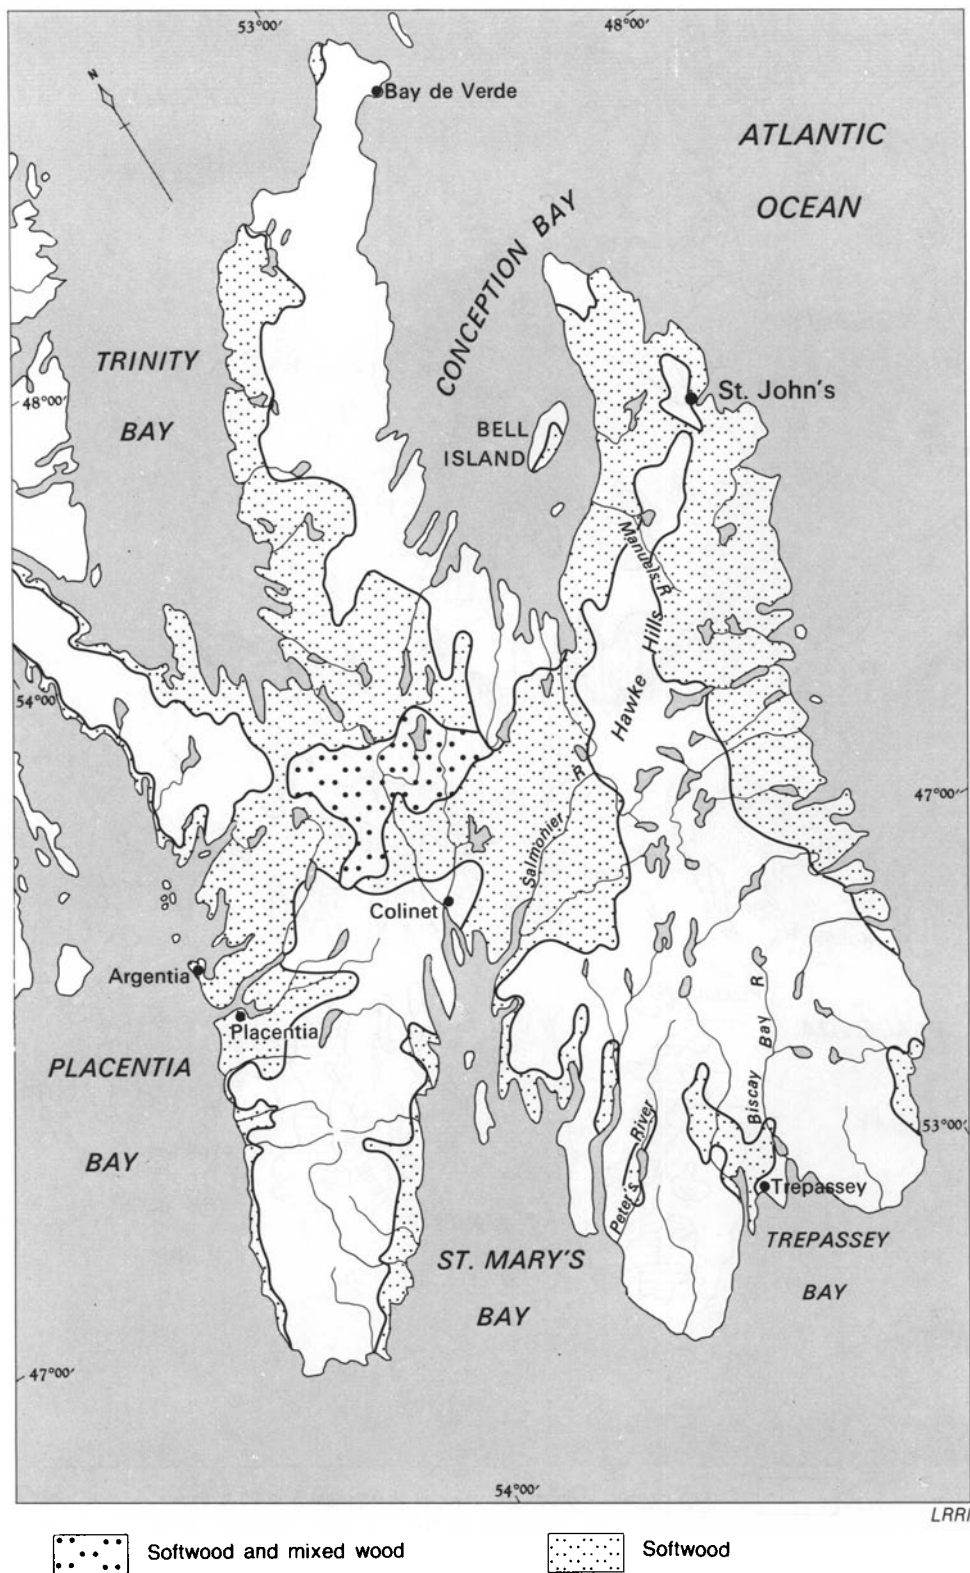 53°00′
48°00′
N
Bay de Verde
ATLANTIC
OCEAN
CONCEPTION BAY
TRINITY
BAY
48°00′
St. John's
BELL
ISLAND
Manuels R
Hawke Hills
54°00′
47°00′
Salmonier R
Colinet
Argentia
Placentia
PLACENTIA
BAY
Biscay Bay R
Peter's River
53°00′
Trepassey
ST. MARY'S
BAY
TREPASSEY
BAY
47°00′
54°00′
LRRI
Softwood and mixed wood
Softwood